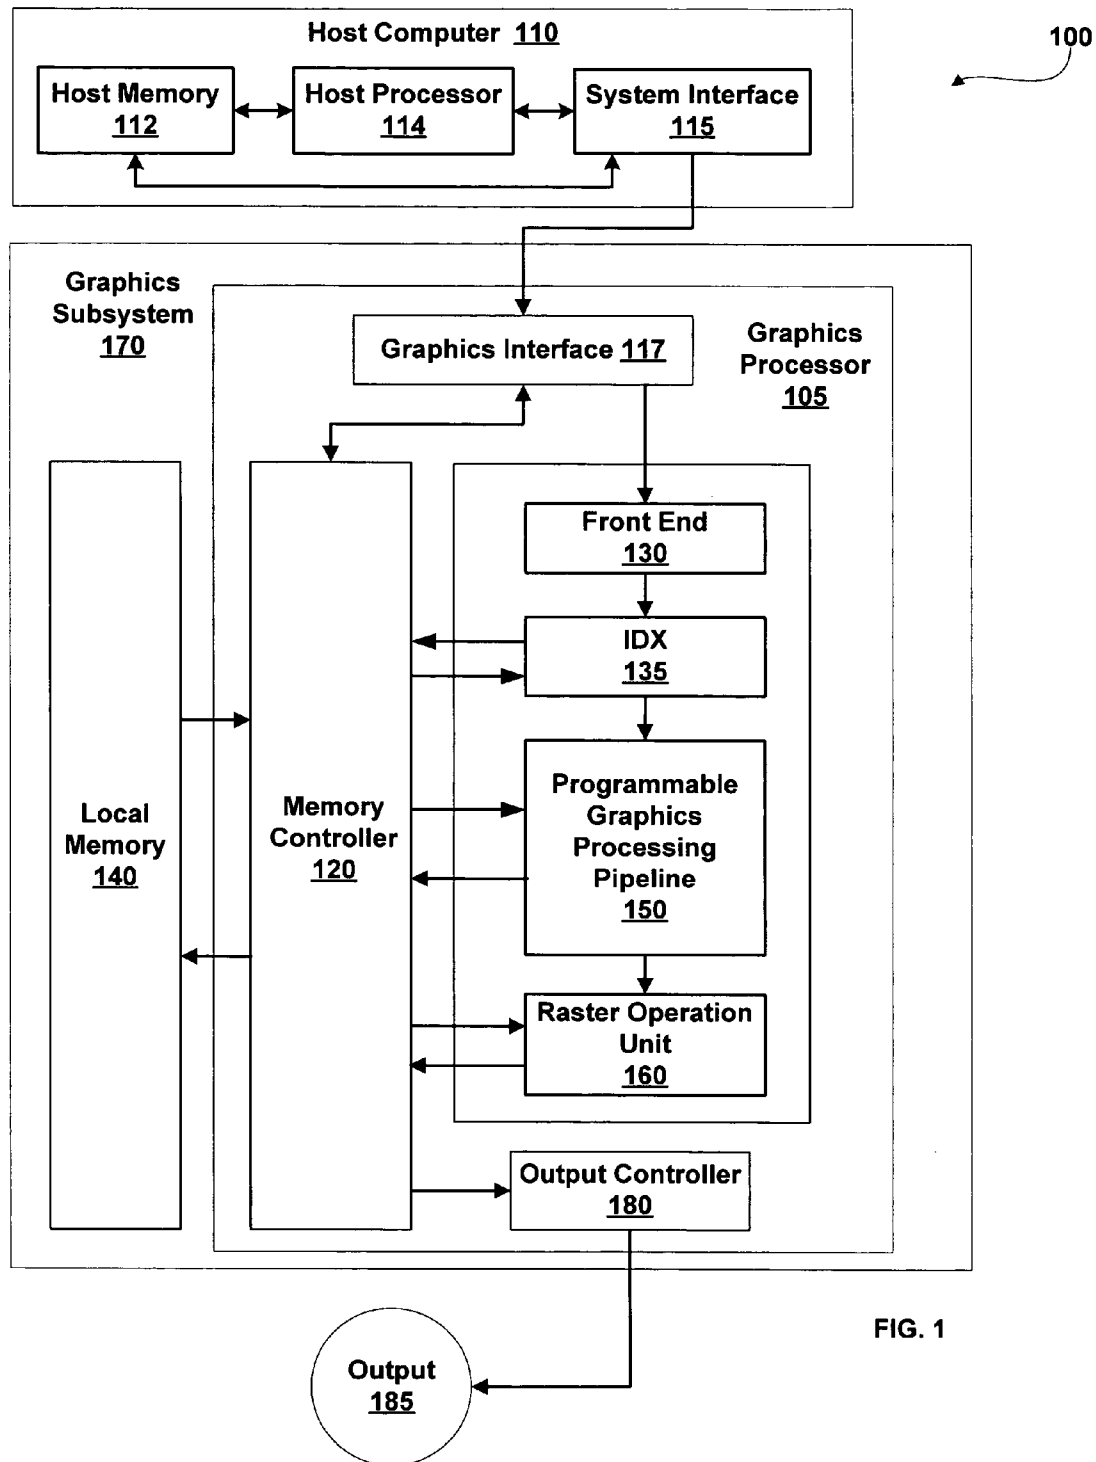 Host Computer 110
100
Host Memory
112
Host Processor
114
System Interface
115
Graphics
Subsystem
170
Graphics Interface 117
Graphics
Processor
105
Front End
130
IDX
135
Local
Memory
140
Memory
Controller
120
Programmable
Graphics
Processing
Pipeline
150
Raster Operation
Unit
160
Output Controller
180
FIG. 1
Output
185